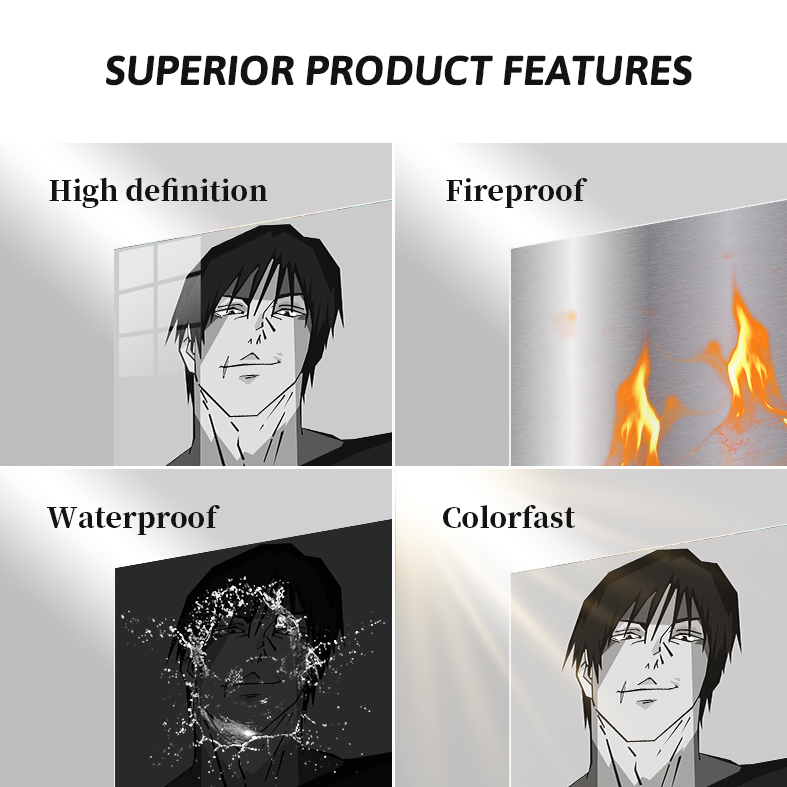 SUPERIOR PRODUCT FEATURES
High definition
Fireproof
Waterproof
Colorfast